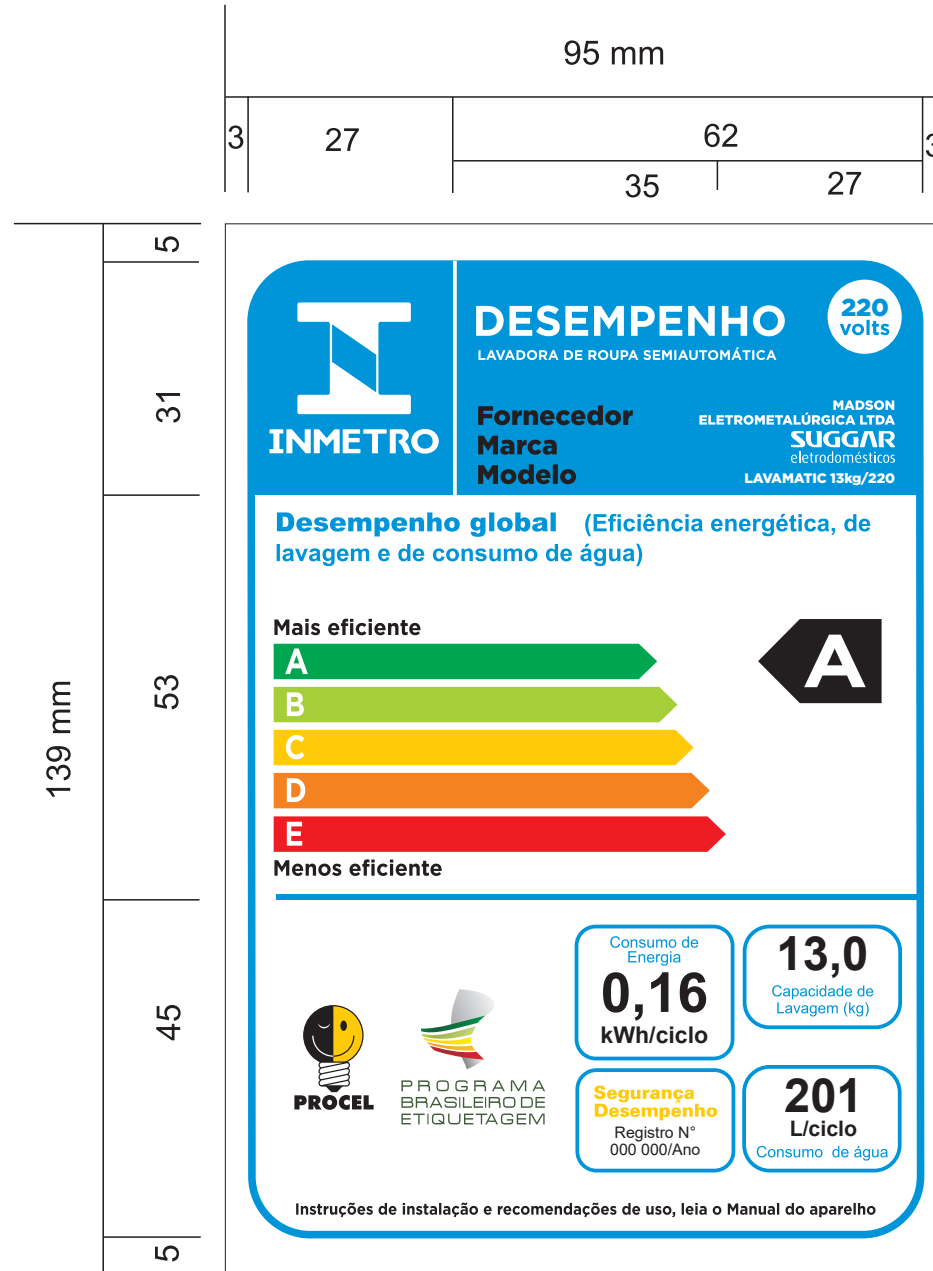 95 mm
3 27 62 3
35 27
5
31
53
139 mm
45
5
INMETRO
DESEMPENHO
LAVADORA DE ROUPA SEMIAUTOMÁTICA
220
volts
Fornecedor
Marca
Modelo
MADSON
ELETROMETALÚRGICA LTDA
SUGGAR
eletrodomésticos
LAVAMATIC 13kg/220
Desempenho global (Eficiência energética, de
lavagem e de consumo de água)
Mais eficiente
A
B
C
D
E
Menos eficiente
A
PROCEL
PROGRAMA
BRASILEIRO DE
ETIQUETAGEM
Consumo de
Energia
0,16
kWh/ciclo
13,0
Capacidade de
Lavagem (kg)
Segurança
Desempenho
Registro N°
000 000/Ano
201
L/ciclo
Consumo de água
Instruções de instalação e recomendações de uso, leia o Manual do aparelho